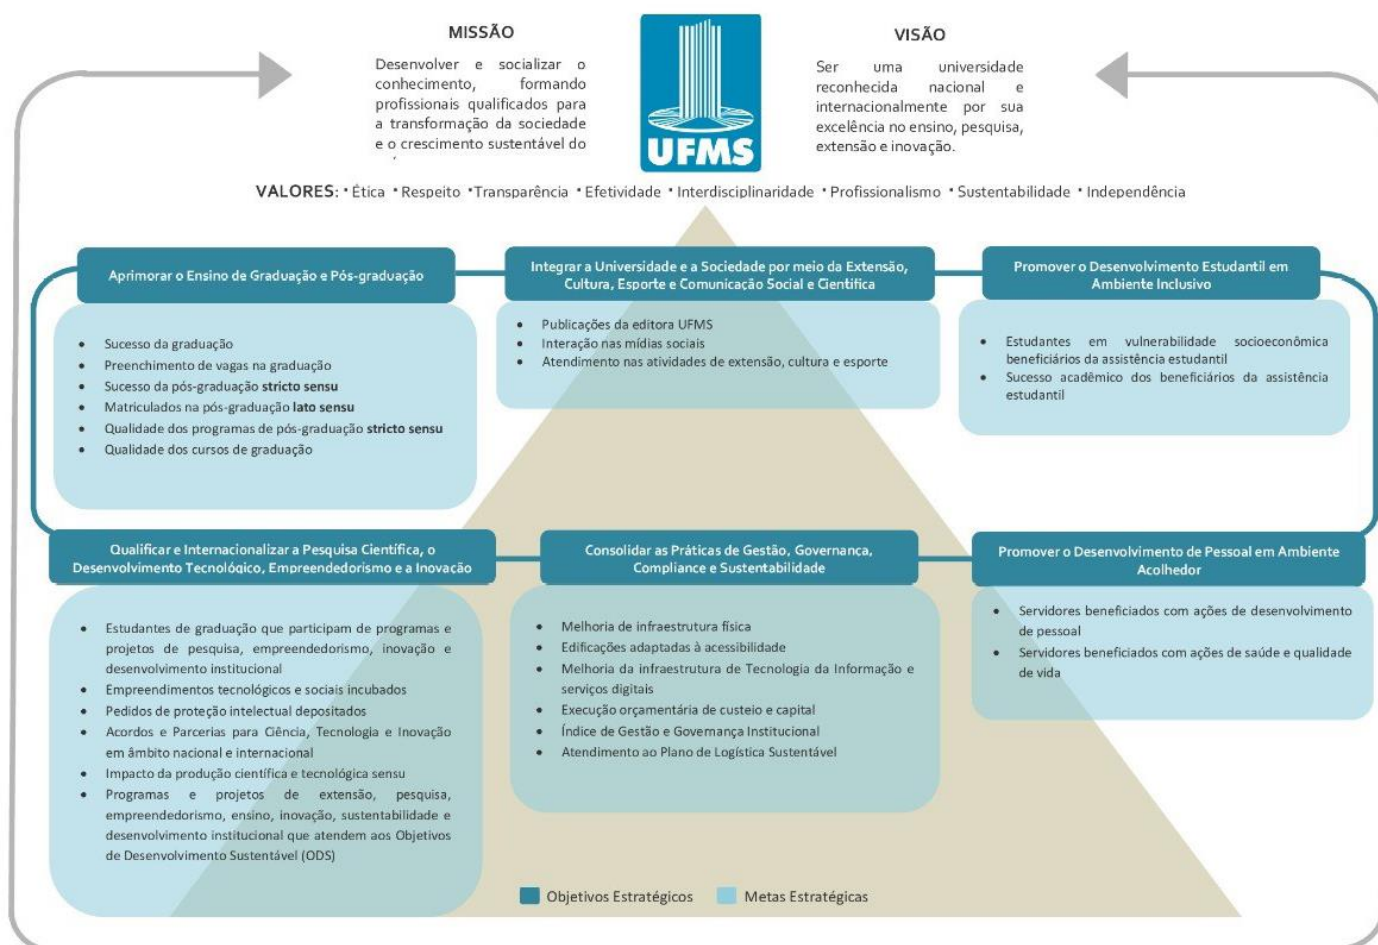 MISSÃO
Desenvolver e socializar o
conhecimento, formando
profissionais qualificados para
a transformação da sociedade
e o crescimento sustentável do
UFMS
VISÃO
Ser uma universidade
reconhecida nacional e
internacionalmente por sua
excelência no ensino, pesquisa,
extensão e inovação.
VALORES: • Ética • Respeito • Transparência • Efetividade • Interdisciplinaridade • Profissionalismo • Sustentabilidade • Independência
Aprimorar o Ensino de Graduação e Pós-graduação
• Sucesso da graduação
• Preenchimento de vagas na graduação
• Sucesso da pós-graduação stricto sensu
• Matriculados na pós-graduação lato sensu
• Qualidade dos programas de pós-graduação stricto sensu
• Qualidade dos cursos de graduação
Integrar a Universidade e a Sociedade por meio da Extensão,
Cultura, Esporte e Comunicação Social e Científica
• Publicações da editora UFMS
• Interação nas mídias sociais
• Atendimento nas atividades de extensão, cultura e esporte
Promover o Desenvolvimento Estudantil em
Ambiente Inclusivo
• Estudantes em vulnerabilidade socioeconômica
beneficiários da assistência estudantil
• Sucesso acadêmico dos beneficiários da assistência
estudantil
Qualificar e Internacionalizar a Pesquisa Científica, o
Desenvolvimento Tecnológico, Empreendedorismo e a Inovação
• Estudantes de graduação que participam de programas e
projetos de pesquisa, empreendedorismo, inovação e
desenvolvimento institucional
• Empreendimentos tecnológicos e sociais incubados
• Pedidos de proteção intelectual depositados
• Acordos e Parcerias para Ciência, Tecnologia e Inovação
em âmbito nacional e internacional
• Impacto da produção científica e tecnológica sensu
• Programas e projetos de extensão, pesquisa,
empreendedorismo, ensino, inovação, sustentabilidade e
desenvolvimento institucional que atendem aos Objetivos
de Desenvolvimento Sustentável (ODS)
Consolidar as Práticas de Gestão, Governança,
Compliance e Sustentabilidade
• Melhoria de infraestrutura física
• Edificações adaptadas à acessibilidade
• Melhoria da infraestrutura de Tecnologia da Informação e
serviços digitais
• Execução orçamentária de custeio e capital
• Índice de Gestão e Governança Institucional
• Atendimento ao Plano de Logística Sustentável
Promover o Desenvolvimento de Pessoal em Ambiente
Acolhedor
• Servidores beneficiados com ações de desenvolvimento
de pessoal
• Servidores beneficiados com ações de saúde e qualidade
de vida
Objetivos Estratégicos
Metas Estratégicas